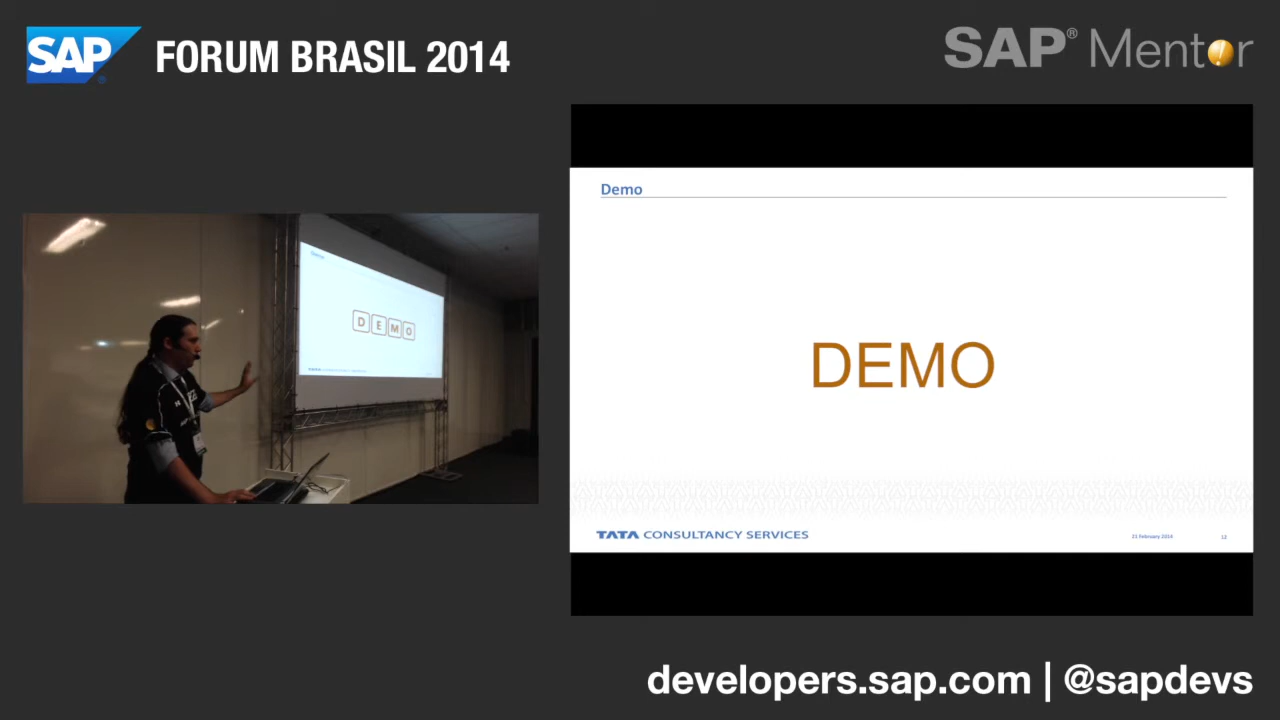 SAP ®
FORUM BRASIL 2014
SAP® Mentor
Demo
DEMO
TATA CONSULTANCY SERVICES
21 February 2014
12
DEMO
TATA
developers.sap.com | @sapdevs